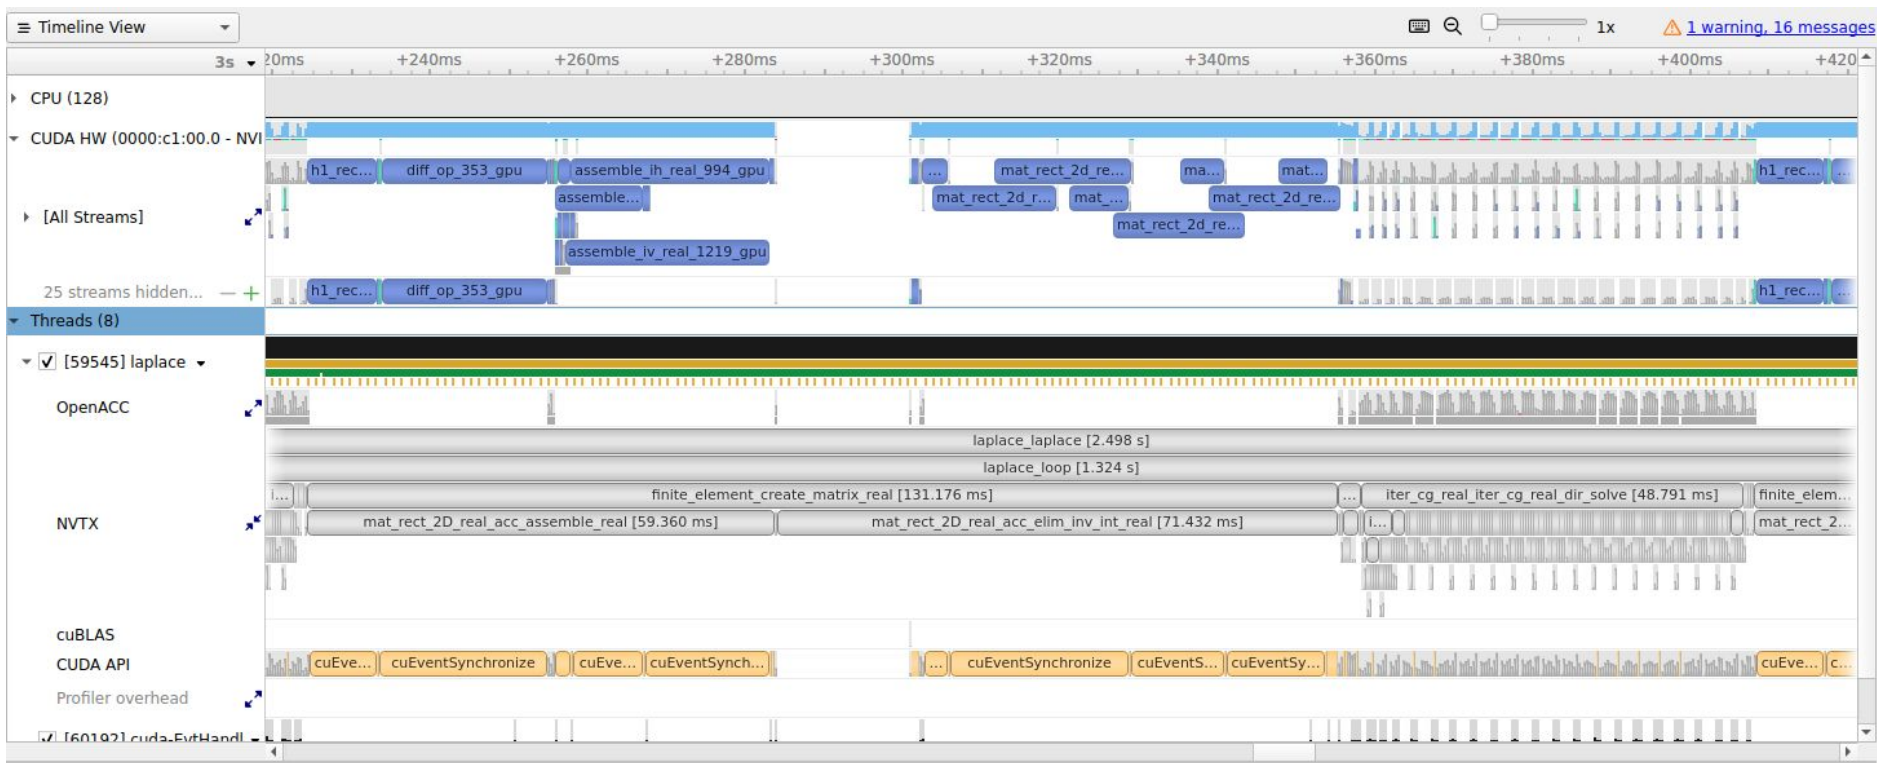 Timeline View
1x
1 warning, 16 messages
3s
20ms +240ms +260ms +280ms +300ms +320ms +340ms +360ms +380ms +400ms +420
CPU (128)
CUDA HW (0000:c1:00.0 - NVI
h1_rec... diff_op_353_gpu assemble_ih_real_994_gpu ... mat_rect_2d_re... ma... mat... h1_rec... ...
assemble... mat_rect_2d_r... mat_... mat_rect_2d_re...
[All Streams]
mat_rect_2d_re...
assemble_iv_real_1219_gpu
25 streams hidden... — +
h1_rec... diff_op_353_gpu h1_rec... ...
Threads (8)
[59545] laplace
OpenACC
laplace_laplace [2.498 s]
laplace_loop [1.324 s]
i... finite_element_create_matrix_real [131.176 ms] ... iter_cg_real_iter_cg_real_dir_solve [48.791 ms] finite_elem...
NVTX
mat_rect_2D_real_acc_assemble_real [59.360 ms] mat_rect_2D_real_acc_elim_inv_int_real [71.432 ms] i... mat_rect_2...
cuBLAS
CUDA API
cuEve... cuEventSynchronize cuEve... cuEventSynch... ... cuEventSynchronize cuEventS... cuEventSy... cuEve... c...
Profiler overhead
[60192] cuda-EvtHandl